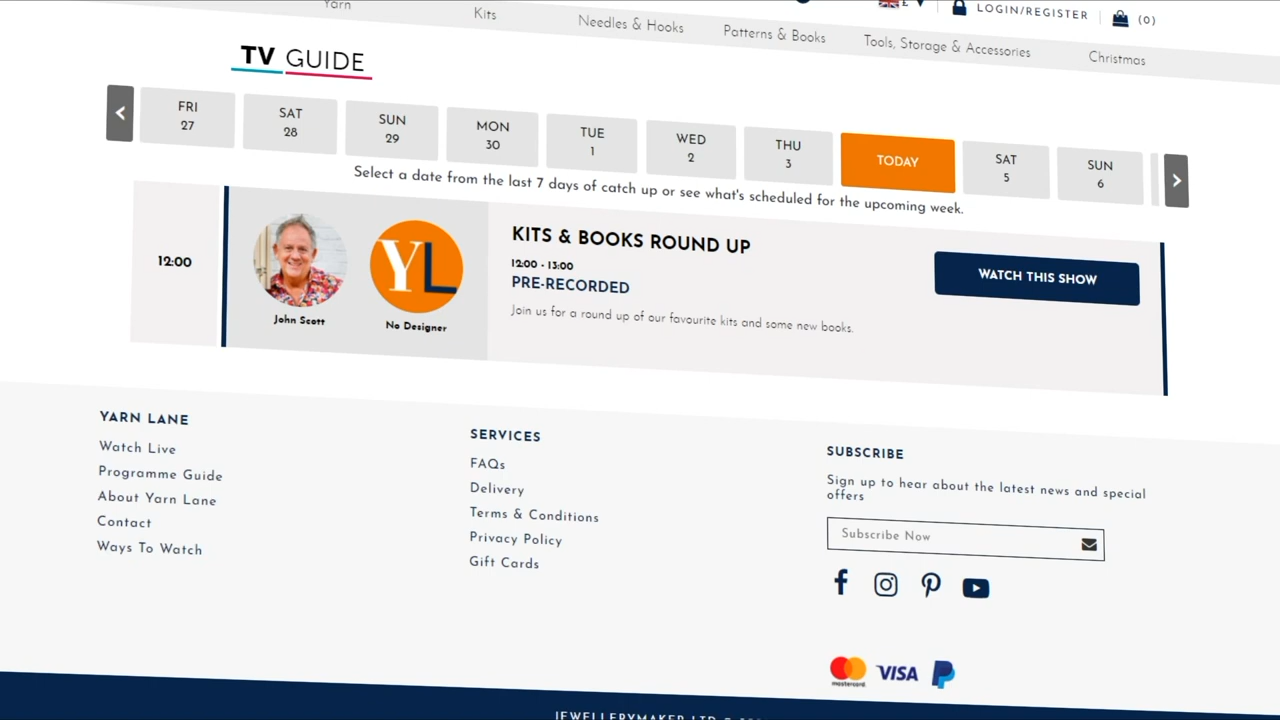 LOGIN/REGISTER
(0)
£
Yarn
Kits
Needles & Hooks
Patterns & Books
Tools, Storage & Accessories
Christmas
TV GUIDE
FRI
27
SAT
28
SUN
29
MON
30
TUE
1
WED
2
THU
3
TODAY
SAT
5
SUN
6
Select a date from the last 7 days of catch up or see what's scheduled for the upcoming week.
12:00
John Scott
YL
No Designer
KITS & BOOKS ROUND UP
12:00 - 13:00
PRE-RECORDED
Join us for a round up of our favourite kits and some new books.
WATCH THIS SHOW
YARN LANE
Watch Live
Programme Guide
About Yarn Lane
Contact
Ways To Watch
SERVICES
FAQs
Delivery
Terms & Conditions
Privacy Policy
Gift Cards
SUBSCRIBE
Sign up to hear about the latest news and special
offers
Subscribe Now
mastercard
VISA
JEWELLERYMAKER LTD